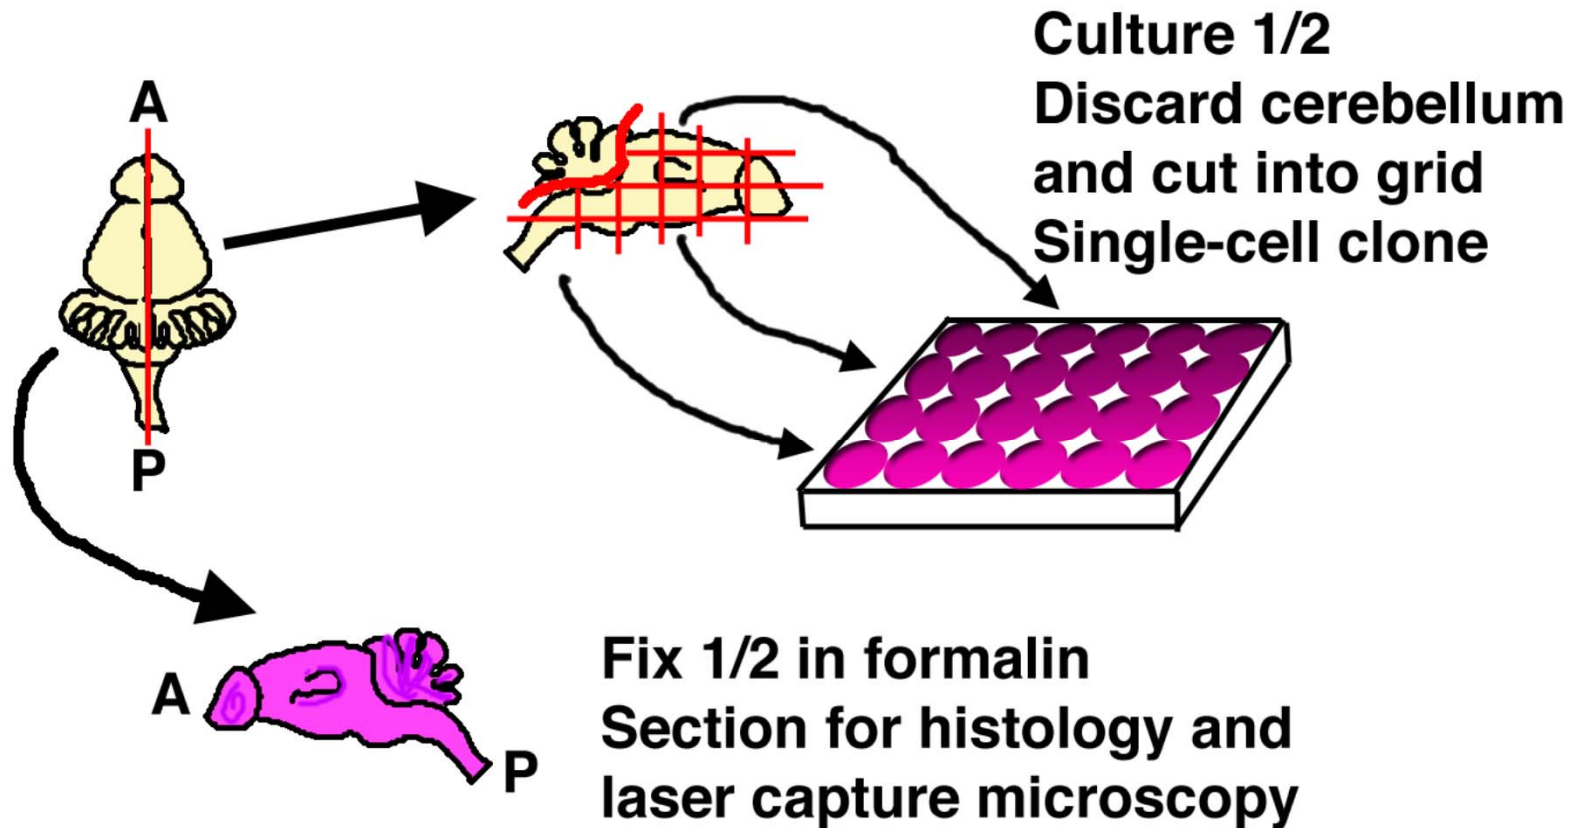 A
P
Culture 1/2
Discard cerebellum
and cut into grid
Single-cell clone
A
P
Fix 1/2 in formalin
Section for histology and
laser capture microscopy